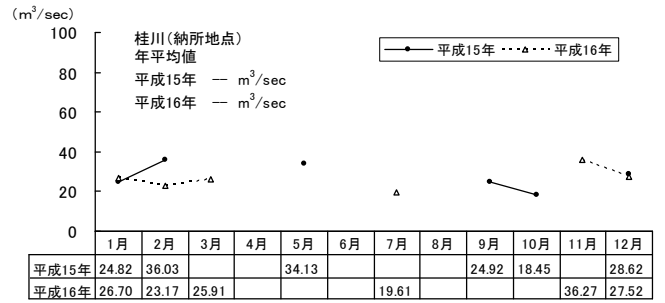 (m³/sec)
100
80
60
40
20
0
桂川(納所地点)
年平均値
平成15年 -- m³/sec
平成16年 -- m³/sec
平成15年 平成16年
1月 2月 3月 4月 5月 6月 7月 8月 9月 10月 11月 12月
平成15年 24.82 36.03 34.13 24.92 18.45 28.62
平成16年 26.70 23.17 25.91 19.61 36.27 27.52